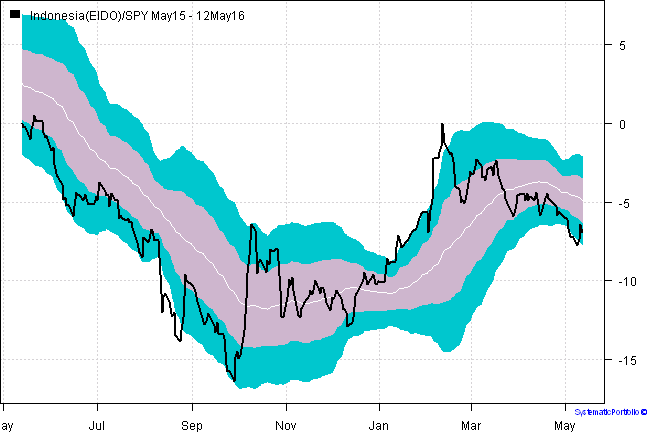 Indonesia(EIDO)/SPY May15 - 12May16
5
0
-5
-10
-15
ay Jul Sep Nov Jan Mar May
SystematicPortfolio ©